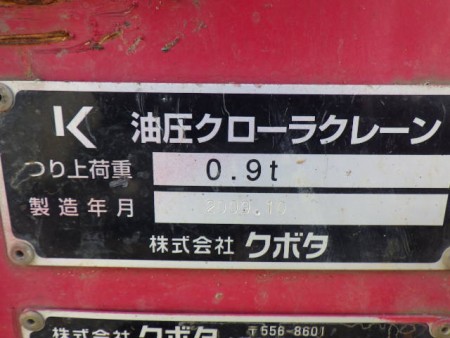 K 油圧クローラクレーン
つり上荷重 0.9t
製造年月
株式会社 クボタ
株式会社 クボタ 〒556-8601